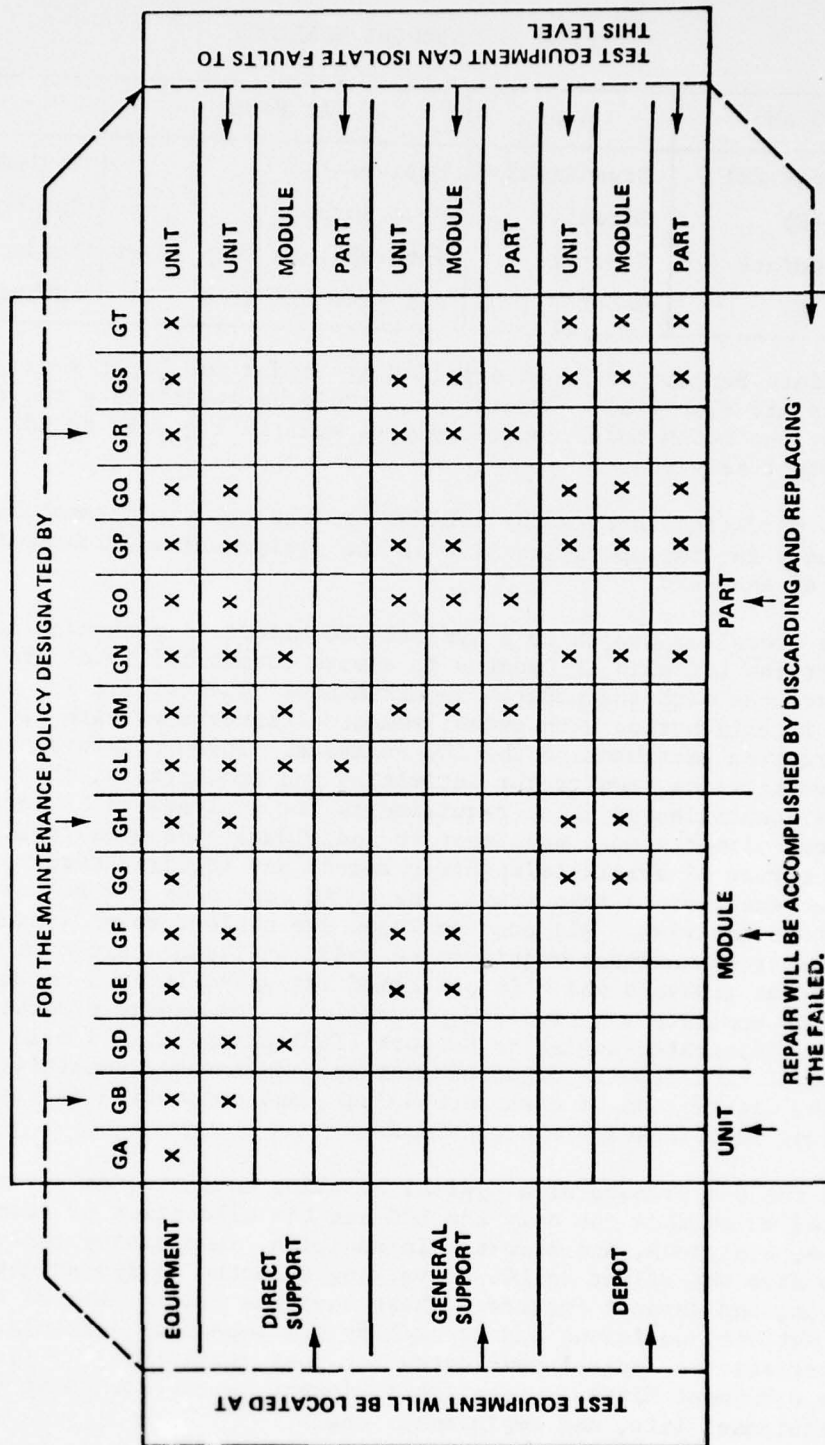 FOR THE MAINTENANCE POLICY DESIGNATED BY
GA GB GD GE GF GG GH GL GM GN GO GP GQ GR GS GT
TEST EQUIPMENT WILL BE LOCATED AT
TEST EQUIPMENT CAN ISOLATE FAULTS TO
THIS LEVEL
EQUIPMENT X X X X X X X X X X X X X X X X UNIT
DIRECT
SUPPORT
X X X X X X X X X X UNIT
X X X X MODULE
X PART
GENERAL
SUPPORT
X X X X X X X UNIT
X X X X X X X MODULE
X X X PART
DEPOT
X X X X X X X UNIT
X X X X X X X MODULE
X X X X X PART
UNIT MODULE PART
REPAIR WILL BE ACCOMPLISHED BY DISCARDING AND REPLACING
THE FAILED.